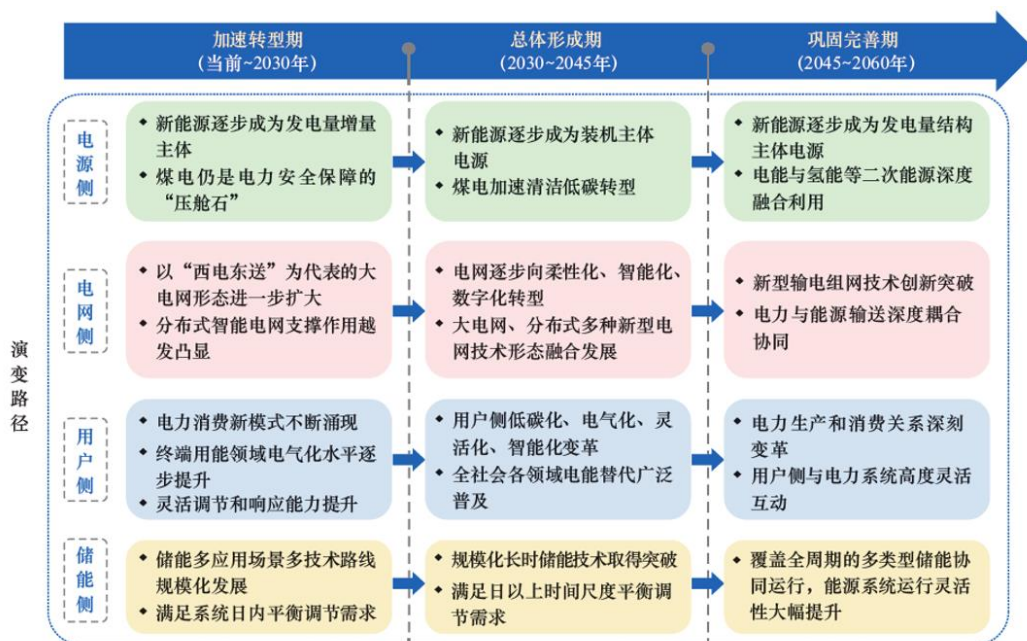 加速转型期
(当前~2030年)
总体形成期
(2030~2045年)
巩固完善期
(2045~2060年)
演变路径
电源侧
◆ 新能源逐步成为发电量增量
主体
◆ 煤电仍是电力安全保障的
“压舱石”
◆ 新能源逐步成为装机主体
电源
◆ 煤电加速清洁低碳转型
◆ 新能源逐步成为发电量结构
主体电源
◆ 电能与氢能等二次能源深度
融合利用
电网侧
◆ 以“西电东送”为代表的大
电网形态进一步扩大
◆ 分布式智能电网支撑作用越
发凸显
◆ 电网逐步向柔性化、智能化、
数字化转型
◆ 大电网、分布式多种新型电
网技术形态融合发展
◆ 新型输电组网技术创新突破
◆ 电力与能源输送深度耦合
协同
用户侧
◆ 电力消费新模式不断涌现
◆ 终端用能领域电气化水平逐
步提升
◆ 灵活调节和响应能力提升
◆ 用户侧低碳化、电气化、灵
活化、智能化变革
◆ 全社会各领域电能替代广泛
普及
◆ 电力生产和消费关系深刻
变革
◆ 用户侧与电力系统高度灵活
互动
储能侧
◆ 储能多应用场景多技术路线
规模化发展
◆ 满足系统日内平衡调节需求
◆ 规模化长时储能技术取得突破
◆ 满足日以上时间尺度平衡调
节需求
◆ 覆盖全周期的多类型储能协
同运行，能源系统运行灵活
性大幅提升